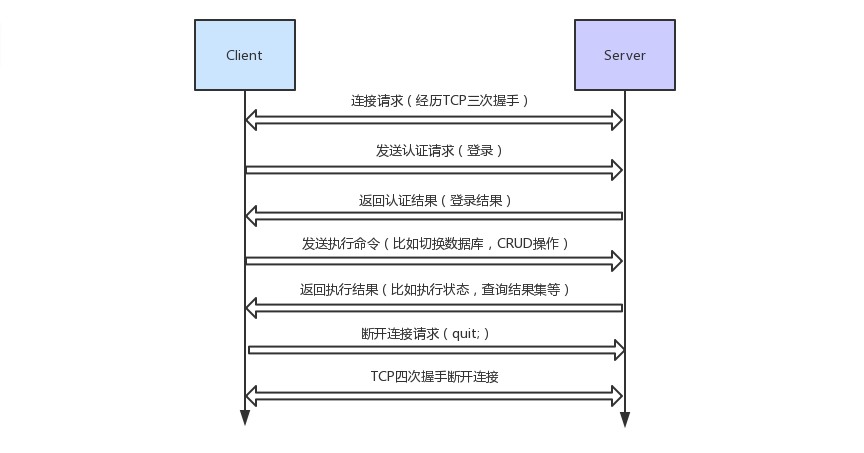 Client
Server
连接请求（经历TCP三次握手）
发送认证请求（登录）
返回认证结果（登录结果）
发送执行命令（比如切换数据库，CRUD操作）
返回执行结果（比如执行状态，查询结果集等）
断开连接请求（quit;）
TCP四次握手断开连接